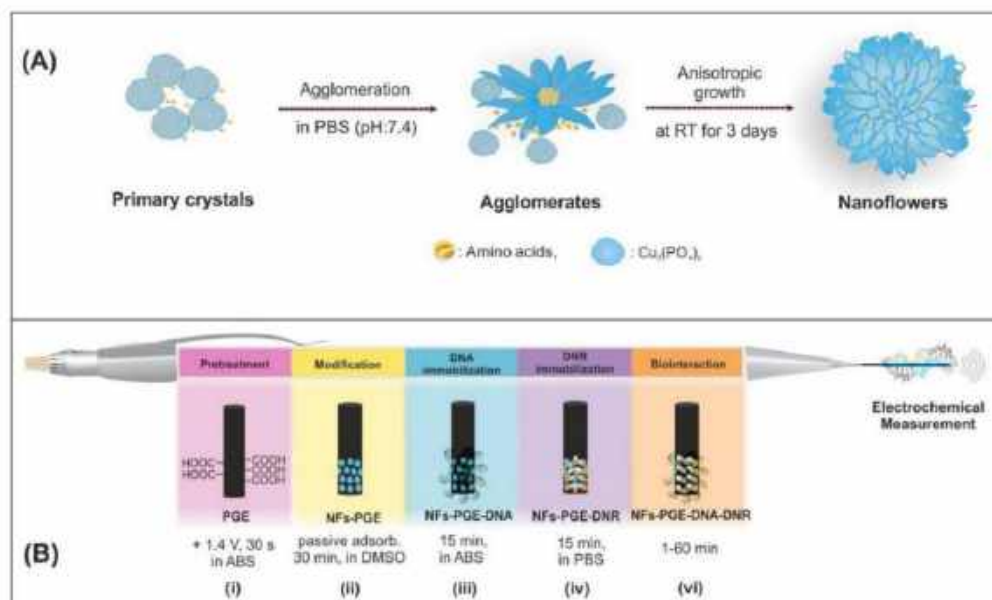 (A)
Agglomeration
in PBS (pH:7.4)
Anisotropic
growth
at RT for 3 days
Primary crystals
Agglomerates
Nanoflowers
: Amino acids,
: Cu₃(PO₄)₂
Pretreatment
Modification
DNA
immobilization
DNR
immobilization
Biointeraction
Electrochemical
Measurement
HOOC
HOOC
COOH
COOH
COOH
PGE
NFs-PGE
NFs-PGE-DNA
NFs-PGE-DNR
NFs-PGE-DNA-DNR
(B)
+ 1.4 V, 30 s
in ABS
passive adsorb.
30 min, in DMSO
15 min,
in ABS
15 min,
in PBS
1-60 min
(i)
(ii)
(iii)
(iv)
(vi)